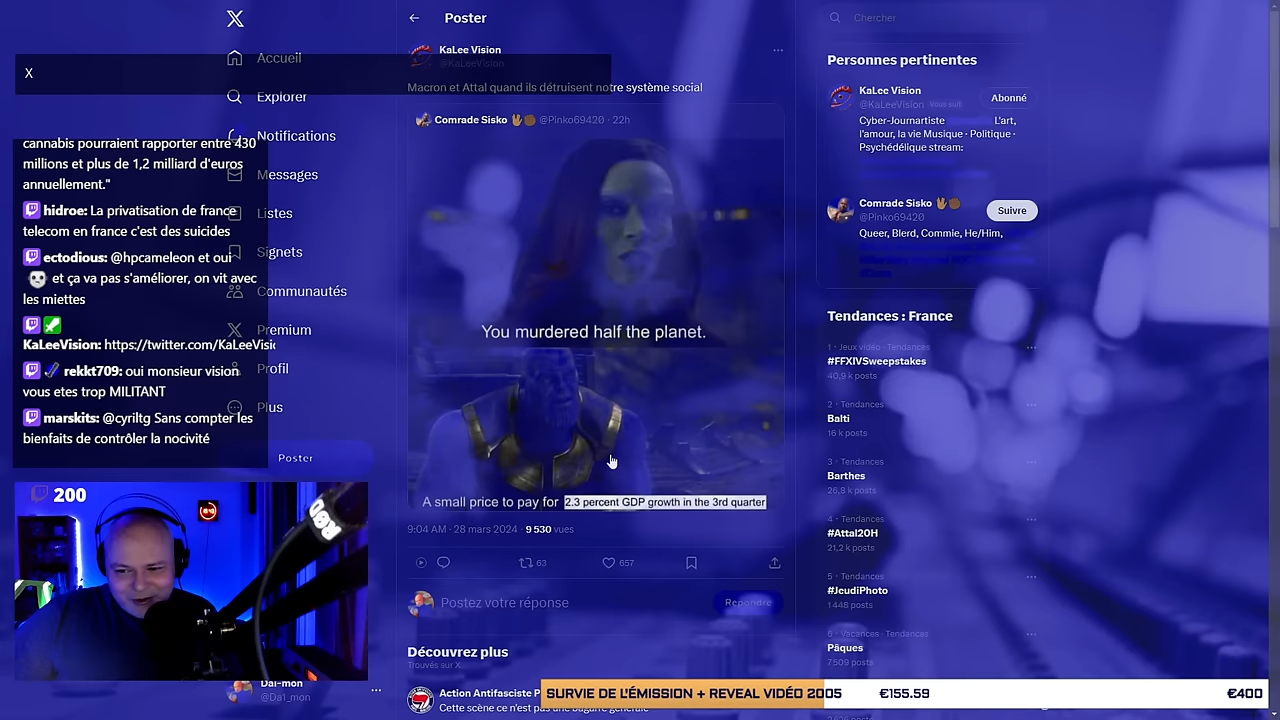 X
Accueil
Explorer
Notifications
Messages
Listes
Signets
Communautés
Premium
Profil
Plus
Poster
cannabis pourraient rapporter entre 430
millions et plus de 1,2 milliard d'euros
annuellement."
hidroe: La privatisation de france
telecom en france c'est des suicides
ectodious: @hpcameleon et oui
et ça va pas s'améliorer, on vit avec
les miettes
KaLeeVision: https://twitter.com/KaLeeVisic
rekkt709: oui monsieur vision
vous etes trop MILITANT
marskits: @cyriltg Sans compter les
bienfaits de contrôler la nocivité
200
Dai-mon
@Da1_mon
Poster
KaLee Vision
@KaLeeVision
Macron et Attal quand ils détruisent notre système social
Comrade Sisko @Pinko69420 · 22h
You murdered half the planet.
A small price to pay for 2.3 percent GDP growth in the 3rd quarter
9:04 AM · 28 mars 2024 · 9 530 vues
63
657
Postez votre réponse
Répondre
Découvrez plus
Trouvés sur X
Action Antifasciste P
Cette scène ce n'est pas une bagarre générale
Chercher
Personnes pertinentes
KaLee Vision
@KaLeeVision Vous suit
Abonné
Cyber-Journartiste L'art,
l'amour, la vie Musique · Politique ·
Psychédélique stream:
Comrade Sisko
@Pinko69420
Suivre
Queer, Blerd, Commie, He/Him,
Tendances : France
1 · Jeux vidéo · Tendances
#FFXIVSweepstakes
40,9 k posts
2 · Tendances
Balti
16 k posts
3 · Tendances
Barthes
26,8 k posts
4 · Tendances
#Attal20H
21,2 k posts
5 · Tendances
#JeudiPhoto
1 448 posts
6 · Vacances · Tendances
Pâques
7 509 posts
SURVIE DE L'ÉMISSION + REVEAL VIDÉO 2005 €155.59 €400